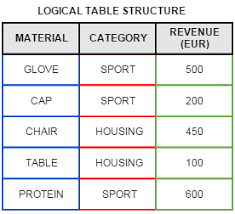 LOGICAL TABLE STRUCTURE
MATERIAL CATEGORY REVENUE
(EUR)
GLOVE SPORT 500
CAP SPORT 200
CHAIR HOUSING 450
TABLE HOUSING 100
PROTEIN SPORT 600